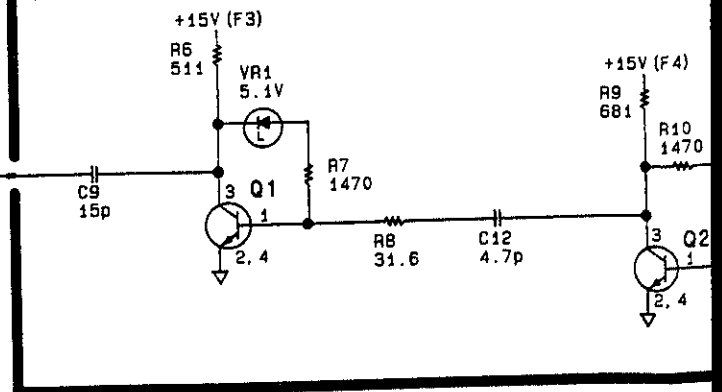 +15V (F3)
R6
511
VR1
5.1V
L
R7
1470
C9
15p
3
Q1
1
2, 4
R8
31.6
C12
4.7p
+15V (F4)
R9
681
R10
1470
3
Q2
1
2, 4